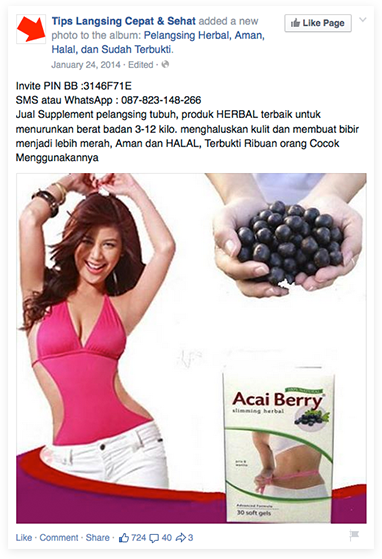 Tips Langsing Cepat & Sehat added a new
photo to the album: Pelangsing Herbal, Aman,
Halal, dan Sudah Terbukti.
January 24, 2014 · Edited ·
Like Page
Invite PIN BB :3146F71E
SMS atau WhatsApp : 087-823-148-266
Jual Supplement pelangsing tubuh, produk HERBAL terbaik untuk
menurunkan berat badan 3-12 kilo. menghaluskan kulit dan membuat bibir
menjadi lebih merah, Aman dan HALAL, Terbukti Ribuan orang Cocok
Menggunakannya
100% NATURAL
Acai Berry
slimming herbal
Advanced Formula
30 soft gels
Like · Comment · Share · 724 40 3